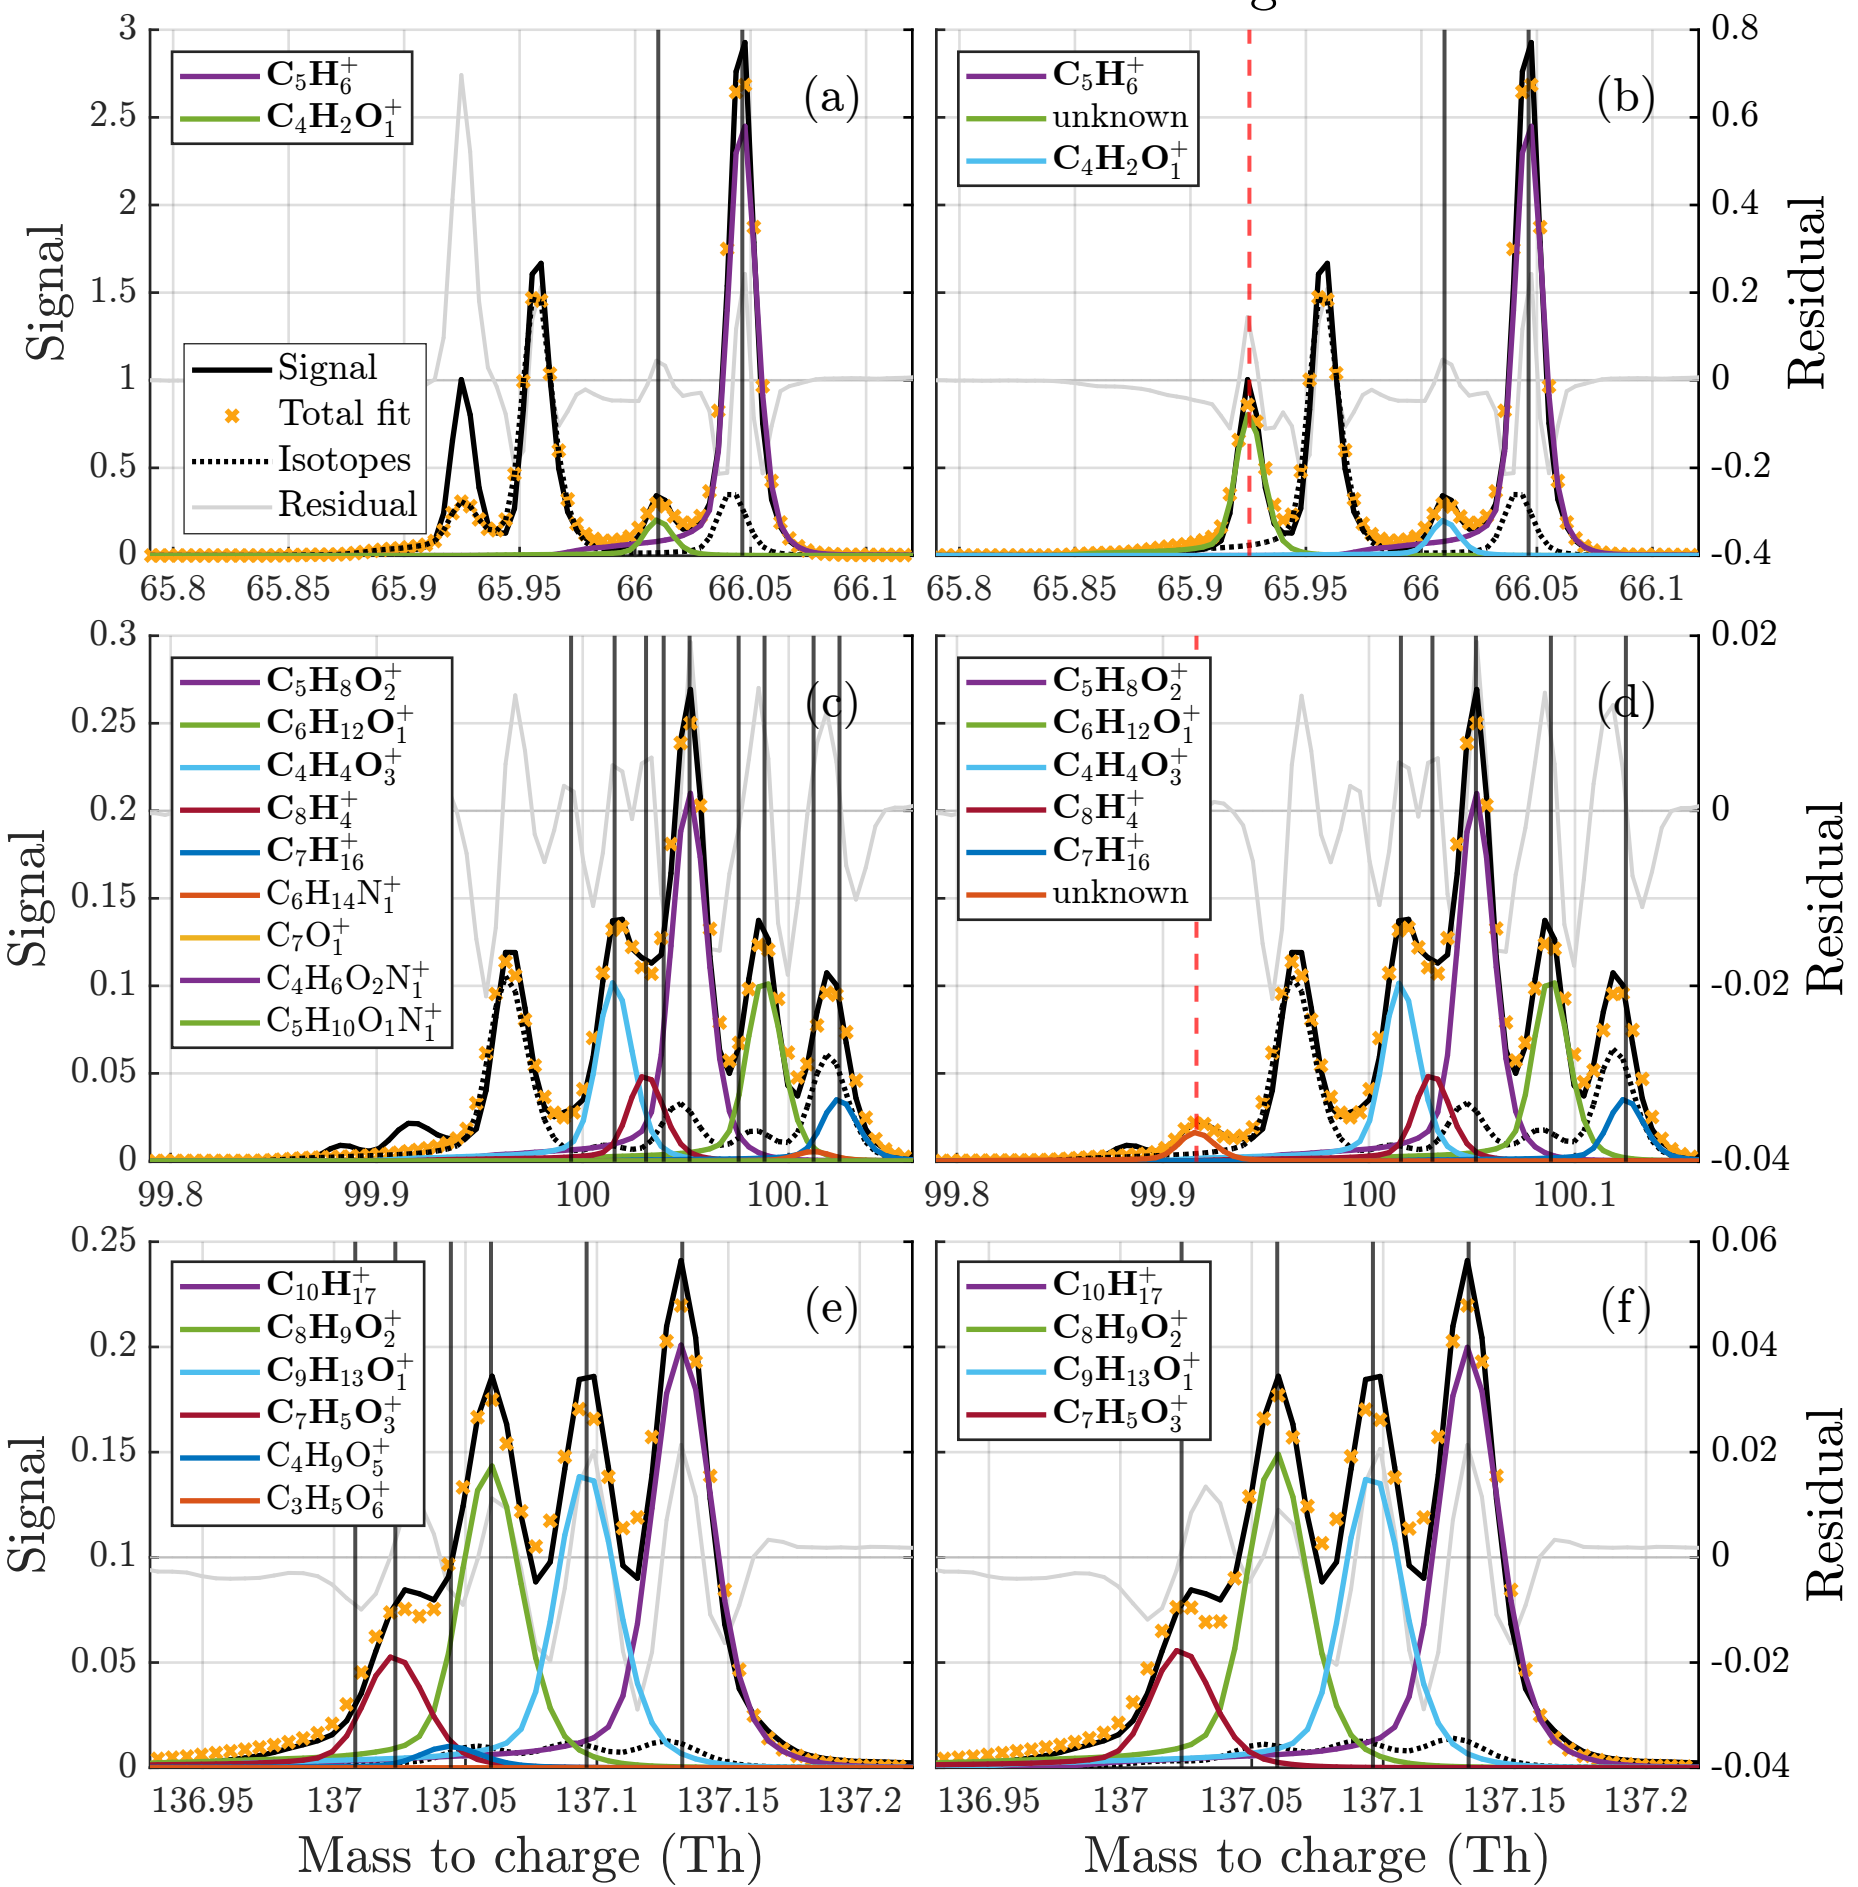 g
3
2.5
2
1.5
1
0.5
0
Signal
C₅H₆⁺
C₄H₂O₁⁺
(a)
Signal
Total fit
Isotopes
Residual
65.8 65.85 65.9 65.95 66 66.05 66.1
C₅H₆⁺
unknown
C₄H₂O₁⁺
(b)
0.8
0.6
0.4
0.2
0
-0.2
-0.4
Residual
65.8 65.85 65.9 65.95 66 66.05 66.1
0.3
0.25
0.2
0.15
0.1
0.05
0
Signal
C₅H₈O₂⁺
C₆H₁₂O₁⁺
C₄H₄O₃⁺
C₈H₄⁺
C₇H₁₆⁺
C₆H₁₄N₁⁺
C₇O₁⁺
C₄H₆O₂N₁⁺
C₅H₁₀O₁N₁⁺
(c)
99.8 99.9 100 100.1
C₅H₈O₂⁺
C₆H₁₂O₁⁺
C₄H₄O₃⁺
C₈H₄⁺
C₇H₁₆⁺
unknown
(d)
0.02
0
-0.02
-0.04
Residual
99.8 99.9 100 100.1
0.25
0.2
0.15
0.1
0.05
0
Signal
C₁₀H₁₇⁺
C₈H₉O₂⁺
C₉H₁₃O₁⁺
C₇H₅O₃⁺
C₄H₉O₅⁺
C₃H₅O₆⁺
(e)
136.95 137 137.05 137.1 137.15 137.2
Mass to charge (Th)
C₁₀H₁₇⁺
C₈H₉O₂⁺
C₉H₁₃O₁⁺
C₇H₅O₃⁺
(f)
0.06
0.04
0.02
0
-0.02
-0.04
Residual
136.95 137 137.05 137.1 137.15 137.2
Mass to charge (Th)